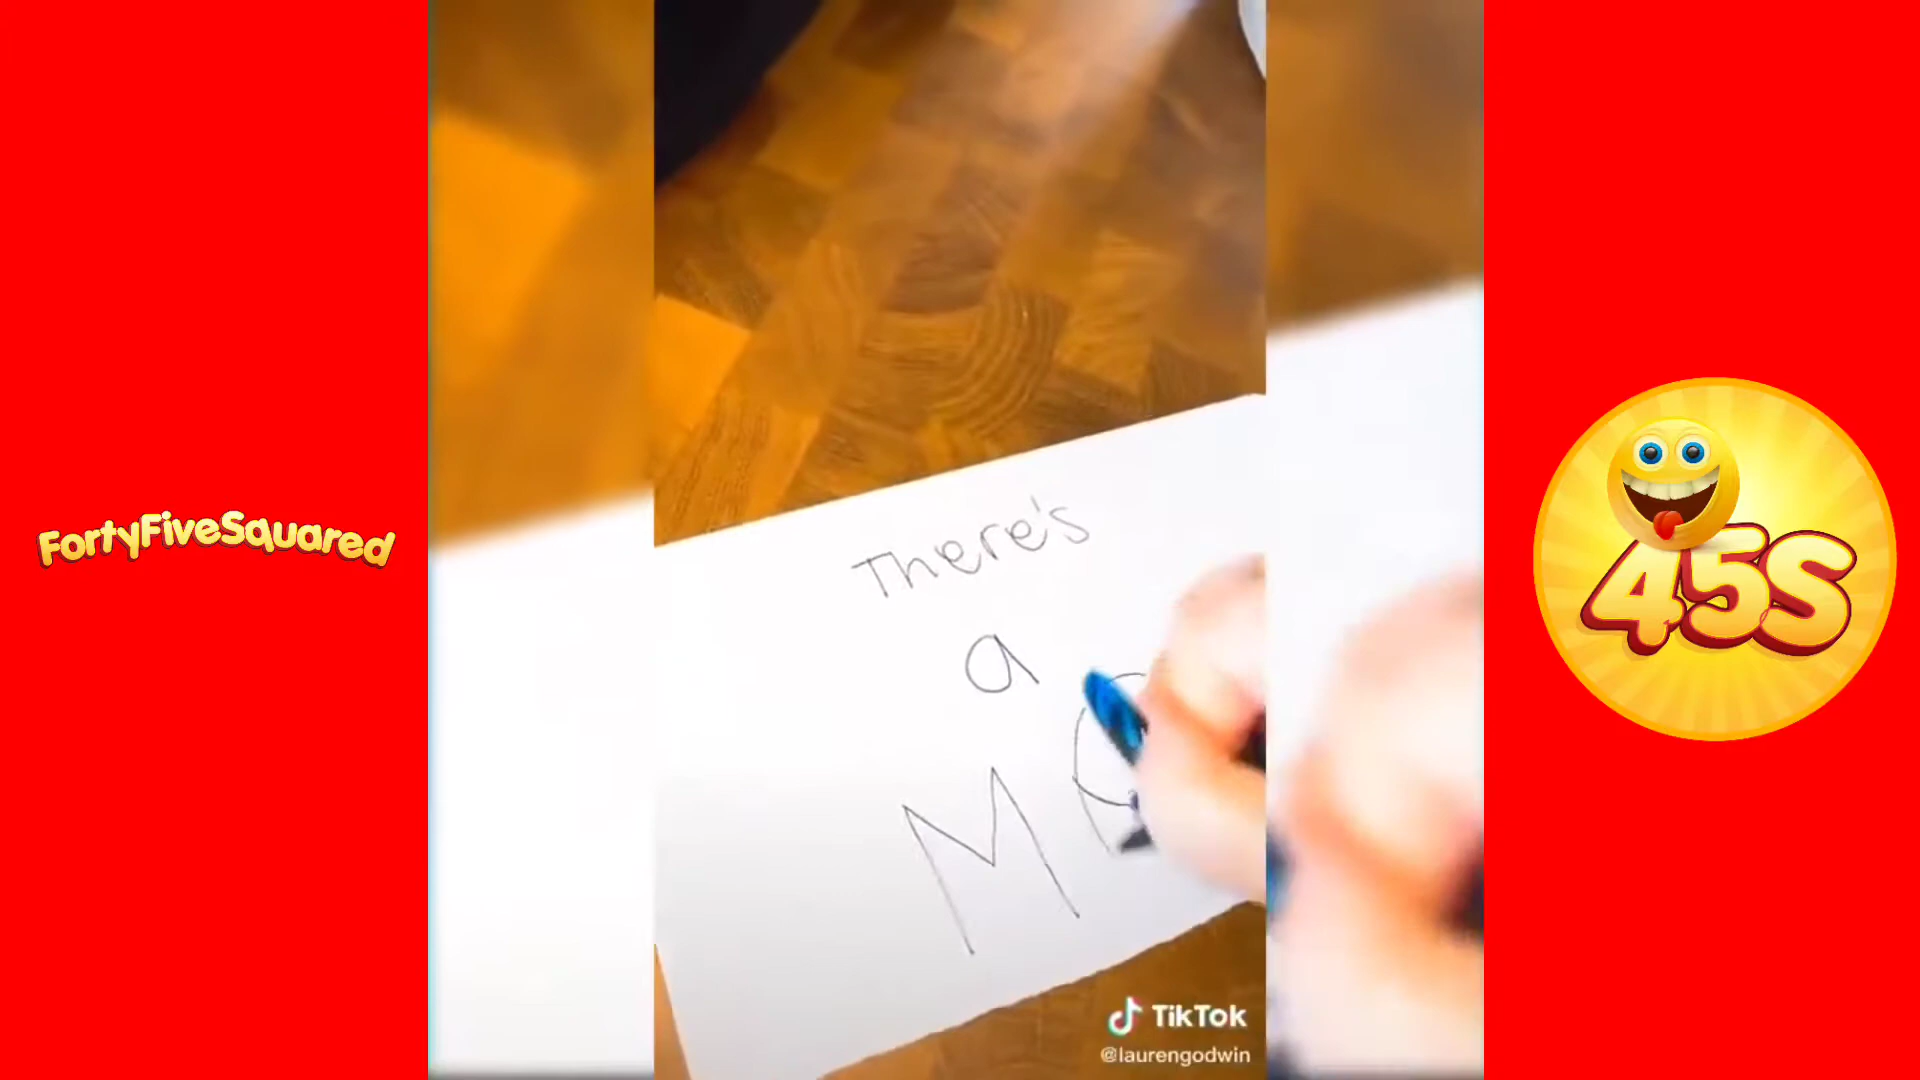 FortyFiveSquared
There's
a
M
45S
TikTok
@laurengodwin